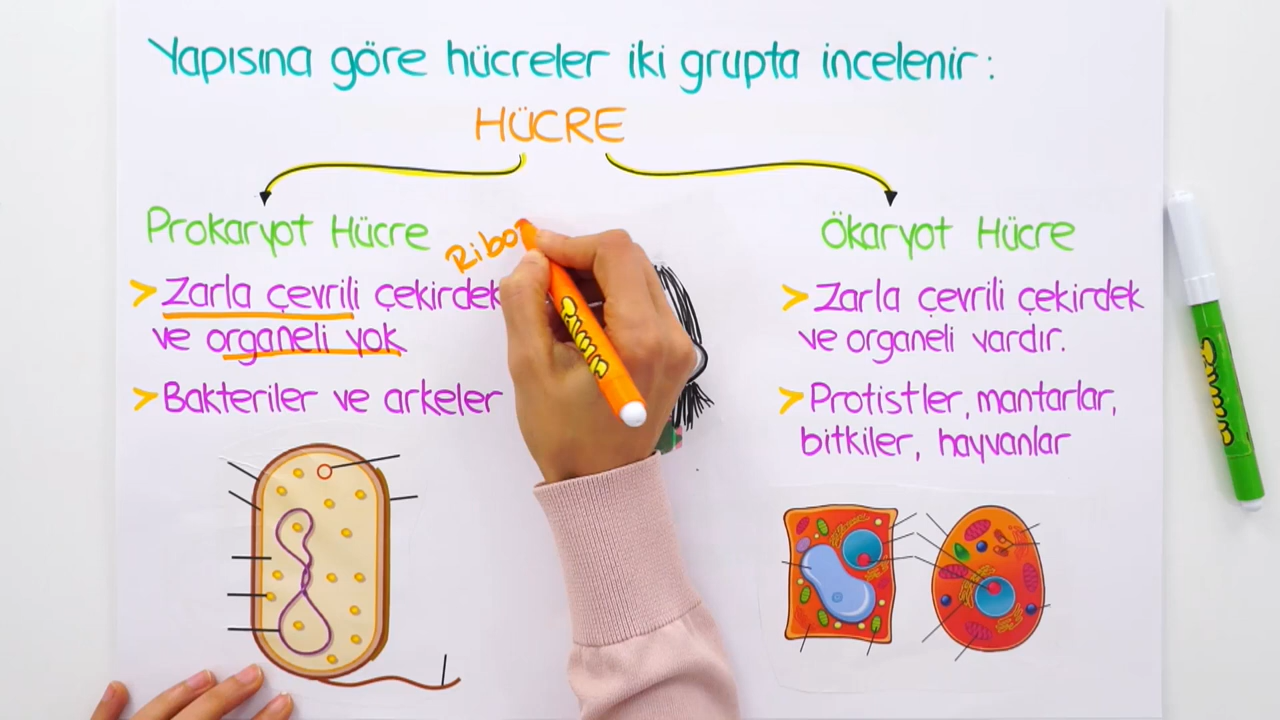 Yapısına göre hücreler iki grupta incelenir:
HÜCRE
Prokaryot Hücre
Zarla çevrili çekirdek
ve organeli yok
Bakteriler ve arkeler
Ökaryot Hücre
Zarla çevrili çekirdek
ve organeli vardır.
Protistler, mantarlar,
bitkiler, hayvanlar